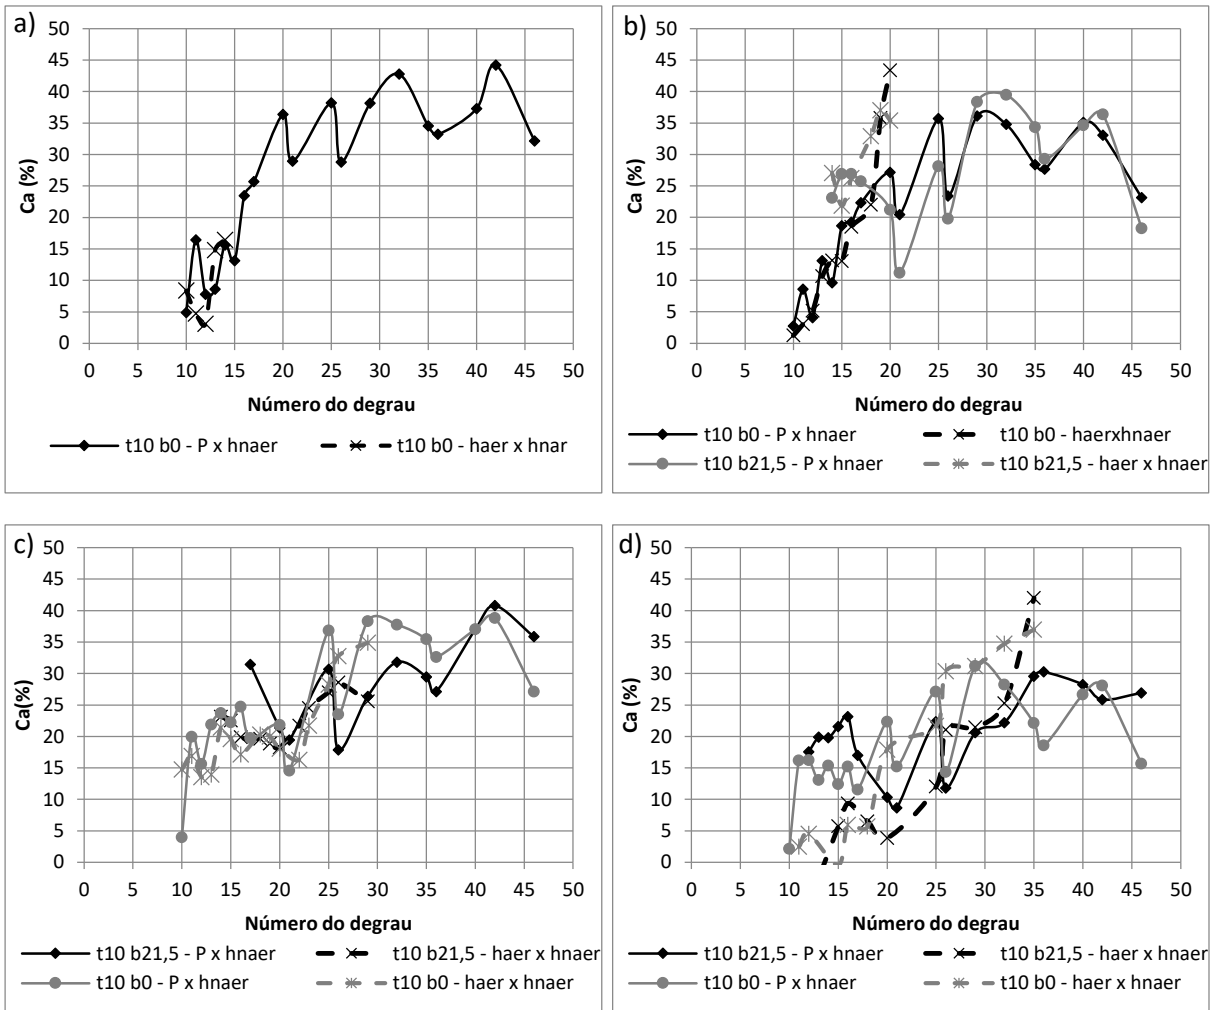 a)
50
45
40
35
30
25
20
15
10
5
0
Ca (%)
0 5 10 15 20 25 30 35 40 45 50
Número do degrau
t10 b0 - P x hnaer t10 b0 - haer x hnar
b)
50
45
40
35
30
25
20
15
10
5
0
Ca (%)
0 5 10 15 20 25 30 35 40 45 50
Número do degrau
t10 b0 - P x hnaer t10 b0 - haerxhnaer
t10 b21,5 - P x hnaer t10 b21,5 - haer x hnaer
c)
50
45
40
35
30
25
20
15
10
5
0
Ca(%)
0 5 10 15 20 25 30 35 40 45 50
Número do degrau
t10 b21,5 - P x hnaer t10 b21,5 - haer x hnaer
t10 b0 - P x hnaer t10 b0 - haer x hnaer
d)
50
45
40
35
30
25
20
15
10
5
0
Ca (%)
0 5 10 15 20 25 30 35 40 45 50
Número do degrau
t10 b21,5 - P x hnaer t10 b21,5 - haer x hnaer
t10 b0 - P x hnaer t10 b0 - haer x hnaer